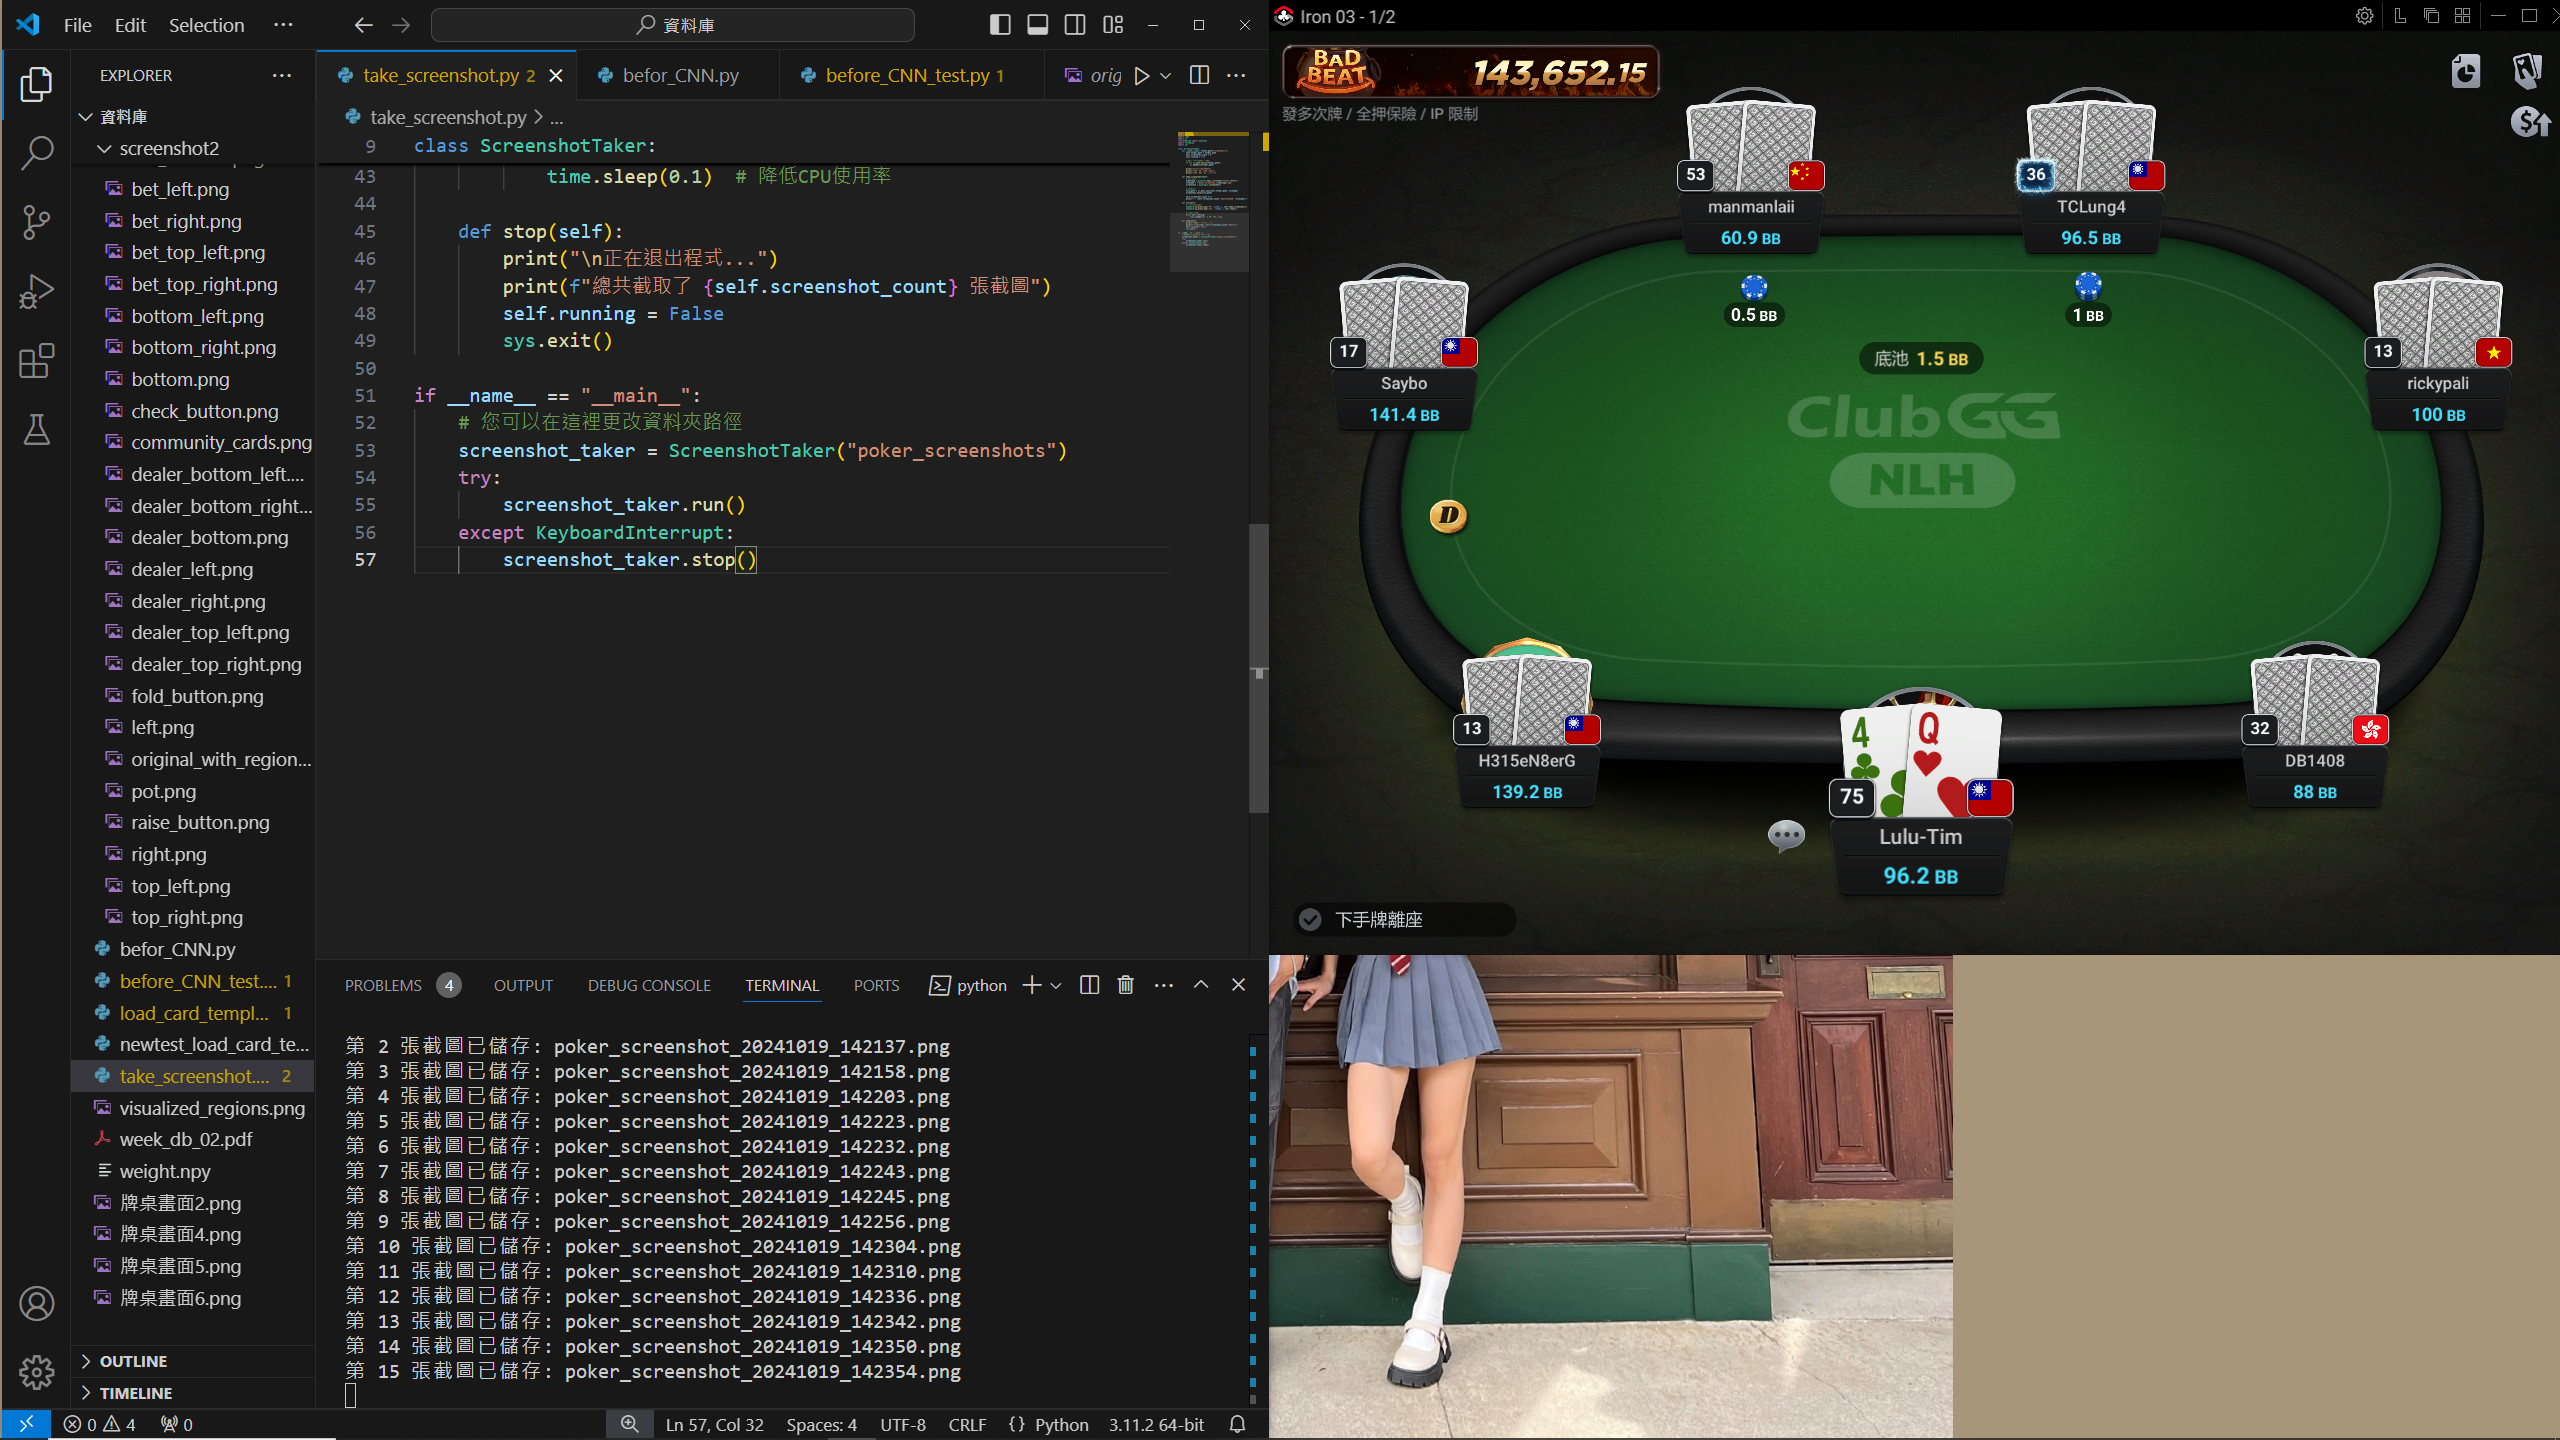 File Edit Selection ···
資料庫
EXPLORER
資料庫
screenshot2
bet_left.png
bet_right.png
bet_top_left.png
bet_top_right.png
bottom_left.png
bottom_right.png
bottom.png
check_button.png
community_cards.png
dealer_bottom_left....
dealer_bottom_right...
dealer_bottom.png
dealer_left.png
dealer_right.png
dealer_top_left.png
dealer_top_right.png
fold_button.png
left.png
original_with_region...
pot.png
raise_button.png
right.png
top_left.png
top_right.png
befor_CNN.py
before_CNN_test.... 1
load_card_templ... 1
newtest_load_card_te...
take_screenshot.... 2
visualized_regions.png
week_db_02.pdf
weight.npy
牌桌畫面2.png
牌桌畫面4.png
牌桌畫面5.png
牌桌畫面6.png
OUTLINE
TIMELINE
take_screenshot.py 2
befor_CNN.py
before_CNN_test.py 1
orig
take_screenshot.py > ...
9 class ScreenshotTaker:
43 time.sleep(0.1) # 降低CPU使用率
44
45 def stop(self):
46 print("\n正在退出程式...")
47 print(f"總共截取了 {self.screenshot_count} 張截圖")
48 self.running = False
49 sys.exit()
50
51 if __name__ == "__main__":
52 # 您可以在這裡更改資料夾路徑
53 screenshot_taker = ScreenshotTaker("poker_screenshots")
54 try:
55 screenshot_taker.run()
56 except KeyboardInterrupt:
57 screenshot_taker.stop()
PROBLEMS 4 OUTPUT DEBUG CONSOLE TERMINAL PORTS python
第 2 張截圖已儲存: poker_screenshot_20241019_142137.png
第 3 張截圖已儲存: poker_screenshot_20241019_142158.png
第 4 張截圖已儲存: poker_screenshot_20241019_142203.png
第 5 張截圖已儲存: poker_screenshot_20241019_142223.png
第 6 張截圖已儲存: poker_screenshot_20241019_142232.png
第 7 張截圖已儲存: poker_screenshot_20241019_142243.png
第 8 張截圖已儲存: poker_screenshot_20241019_142245.png
第 9 張截圖已儲存: poker_screenshot_20241019_142256.png
第 10 張截圖已儲存: poker_screenshot_20241019_142304.png
第 11 張截圖已儲存: poker_screenshot_20241019_142310.png
第 12 張截圖已儲存: poker_screenshot_20241019_142336.png
第 13 張截圖已儲存: poker_screenshot_20241019_142342.png
第 14 張截圖已儲存: poker_screenshot_20241019_142350.png
第 15 張截圖已儲存: poker_screenshot_20241019_142354.png
0 4 0
Ln 57, Col 32 Spaces: 4 UTF-8 CRLF {} Python 3.11.2 64-bit
Iron 03 - 1/2
L
BAD BEAT 143,652.15
發多次牌 / 全押保險 / IP 限制
53
manmanlaii
60.9 BB
36
TCLung4
96.5 BB
17
Saybo
141.4 BB
13
rickypali
100 BB
0.5 BB
1 BB
底池 1.5 BB
ClubGG
NLH
D
13
H315eN8erG
139.2 BB
4 Q
75
Lulu-Tim
96.2 BB
32
DB1408
88 BB
下手牌離座